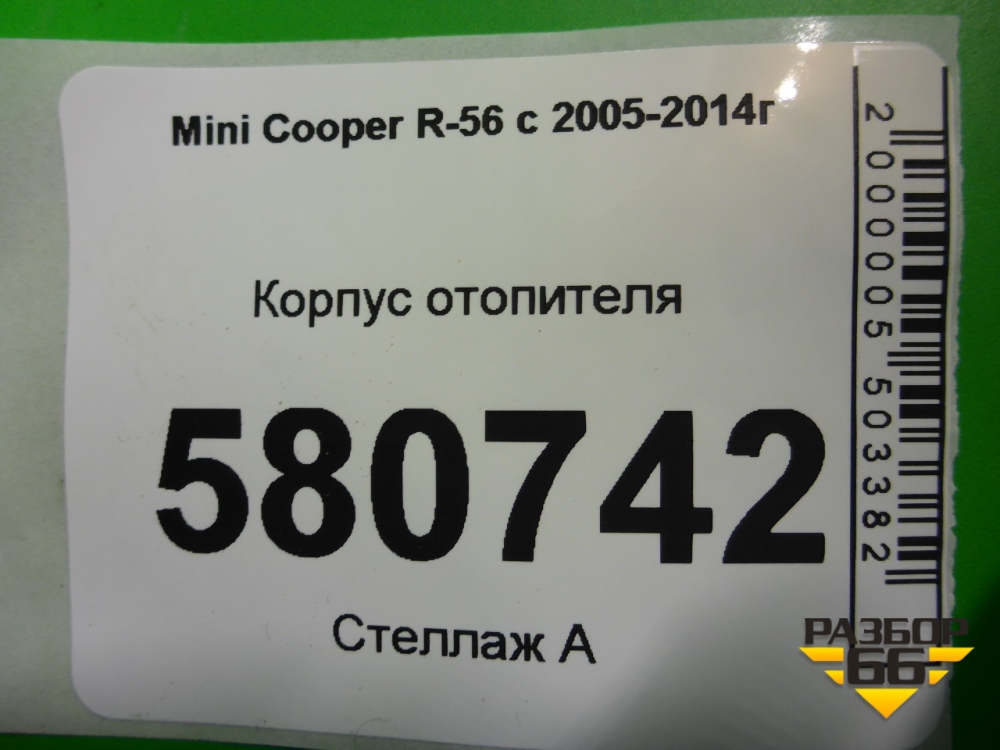 Mini Cooper R-56 с 2005-2014г
Корпус отопителя
580742
Стеллаж А
2000005503382
РАЗБОР
66